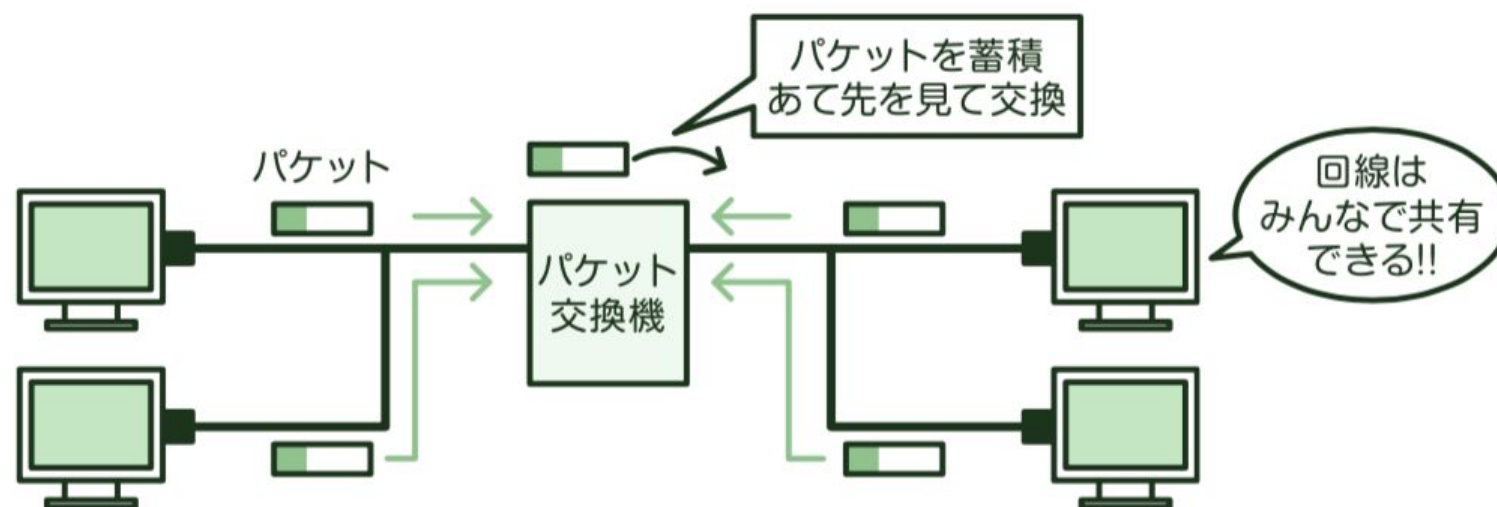 パケットを蓄積
あて先を見て交換
パケット
回線は
みんなで共有
できる!!
パケット
交換機